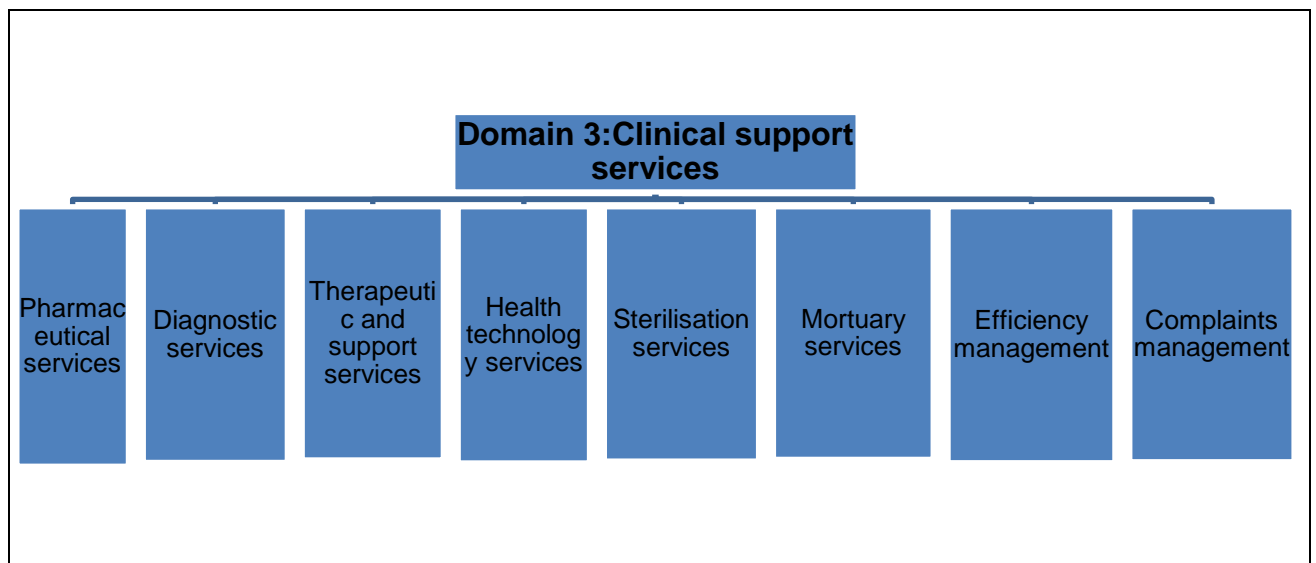 Domain 3:Clinical support
services
Pharmac
eutical
services
Diagnostic
services
Therapeuti
c and
support
services
Health
technolog
y services
Sterilisation
services
Mortuary
services
Efficiency
management
Complaints
management